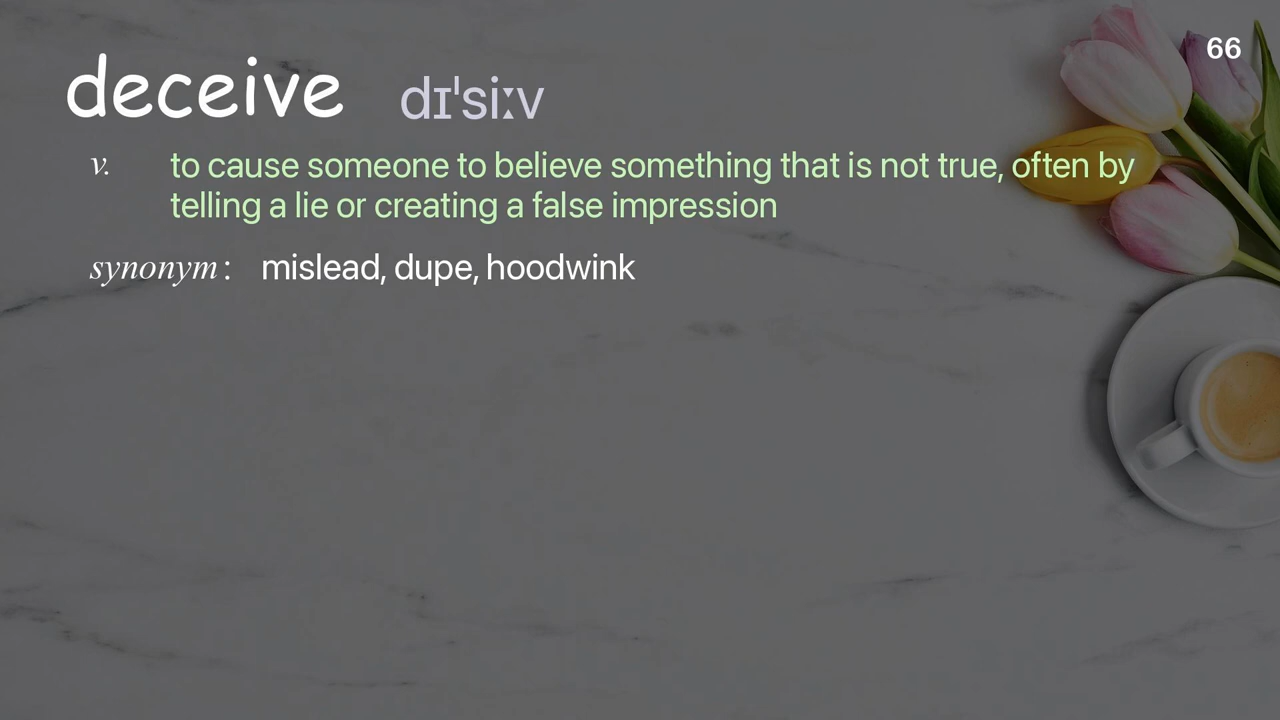 66
deceive dɪˈsiːv
v. to cause someone to believe something that is not true, often by
telling a lie or creating a false impression
synonym : mislead, dupe, hoodwink